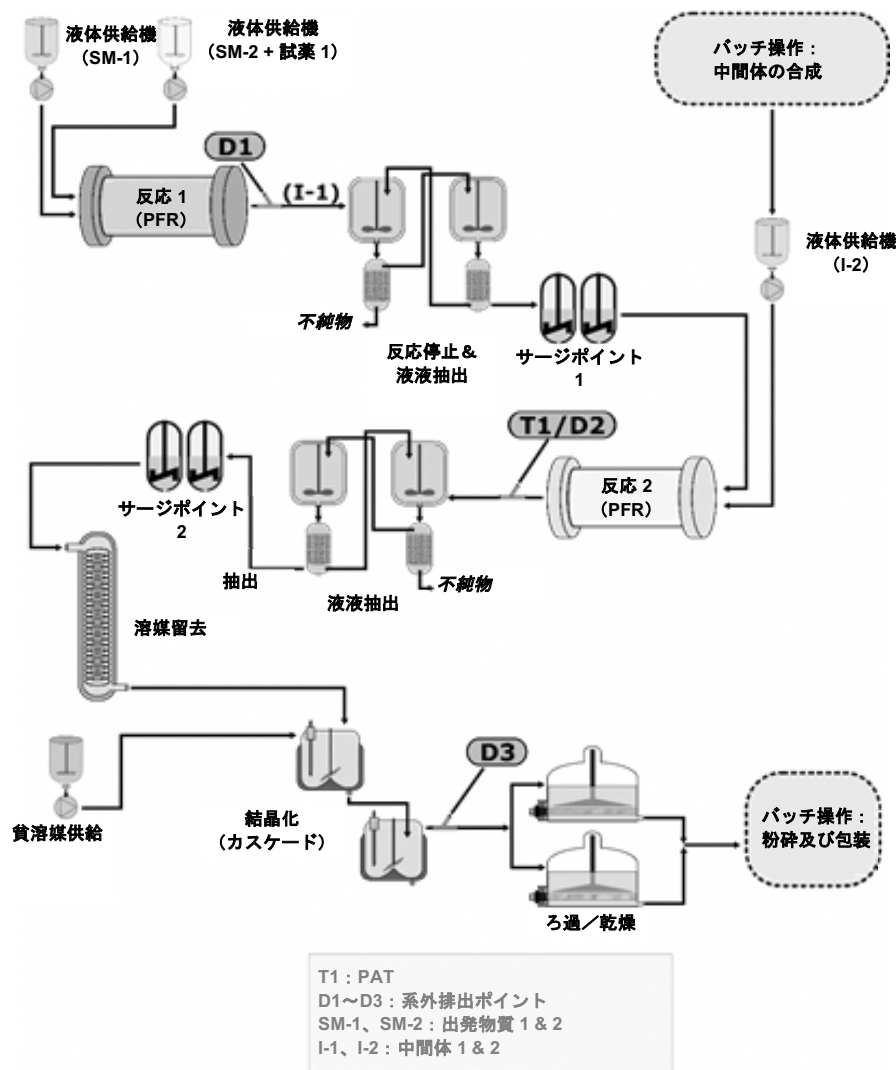 液体供給機
（SM-1）
液体供給機
（SM-2 + 試薬 1）
バッチ操作：
中間体の合成
D1
(I-1)
反応 1
（PFR）
液体供給機
（I-2）
不純物
反応停止＆
液液抽出
サージポイント
1
T1/D2
反応 2
（PFR）
サージポイント
2
抽出
液液抽出
不純物
溶媒留去
D3
貧溶媒供給
結晶化
（カスケード）
バッチ操作：
粉砕及び包装
ろ過／乾燥
T1：PAT
D1～D3：系外排出ポイント
SM-1、SM-2：出発物質 1 & 2
I-1、I-2：中間体 1 & 2